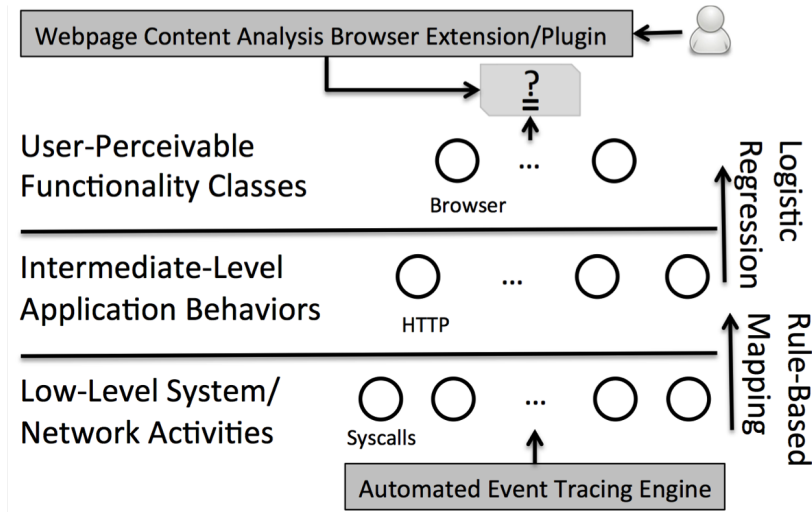 Webpage Content Analysis Browser Extension/Plugin
?
=
User-Perceivable
Functionality Classes
...
Browser
Logistic
Regression
Intermediate-Level
Application Behaviors
...
HTTP
Rule-Based
Mapping
Low-Level System/
Network Activities
...
Syscalls
Automated Event Tracing Engine